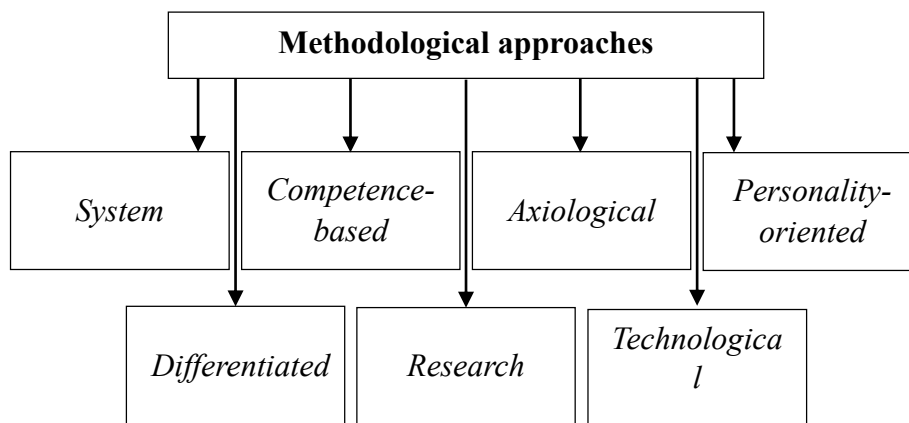 Methodological approaches
System
Competence-
based
Axiological
Personality-
oriented
Differentiated
Research
Technologica
l